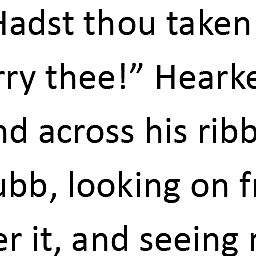 Hadst thou taken
rry thee!” Hearke
nd across his ribb
ubb, looking on fr
er it, and seeing